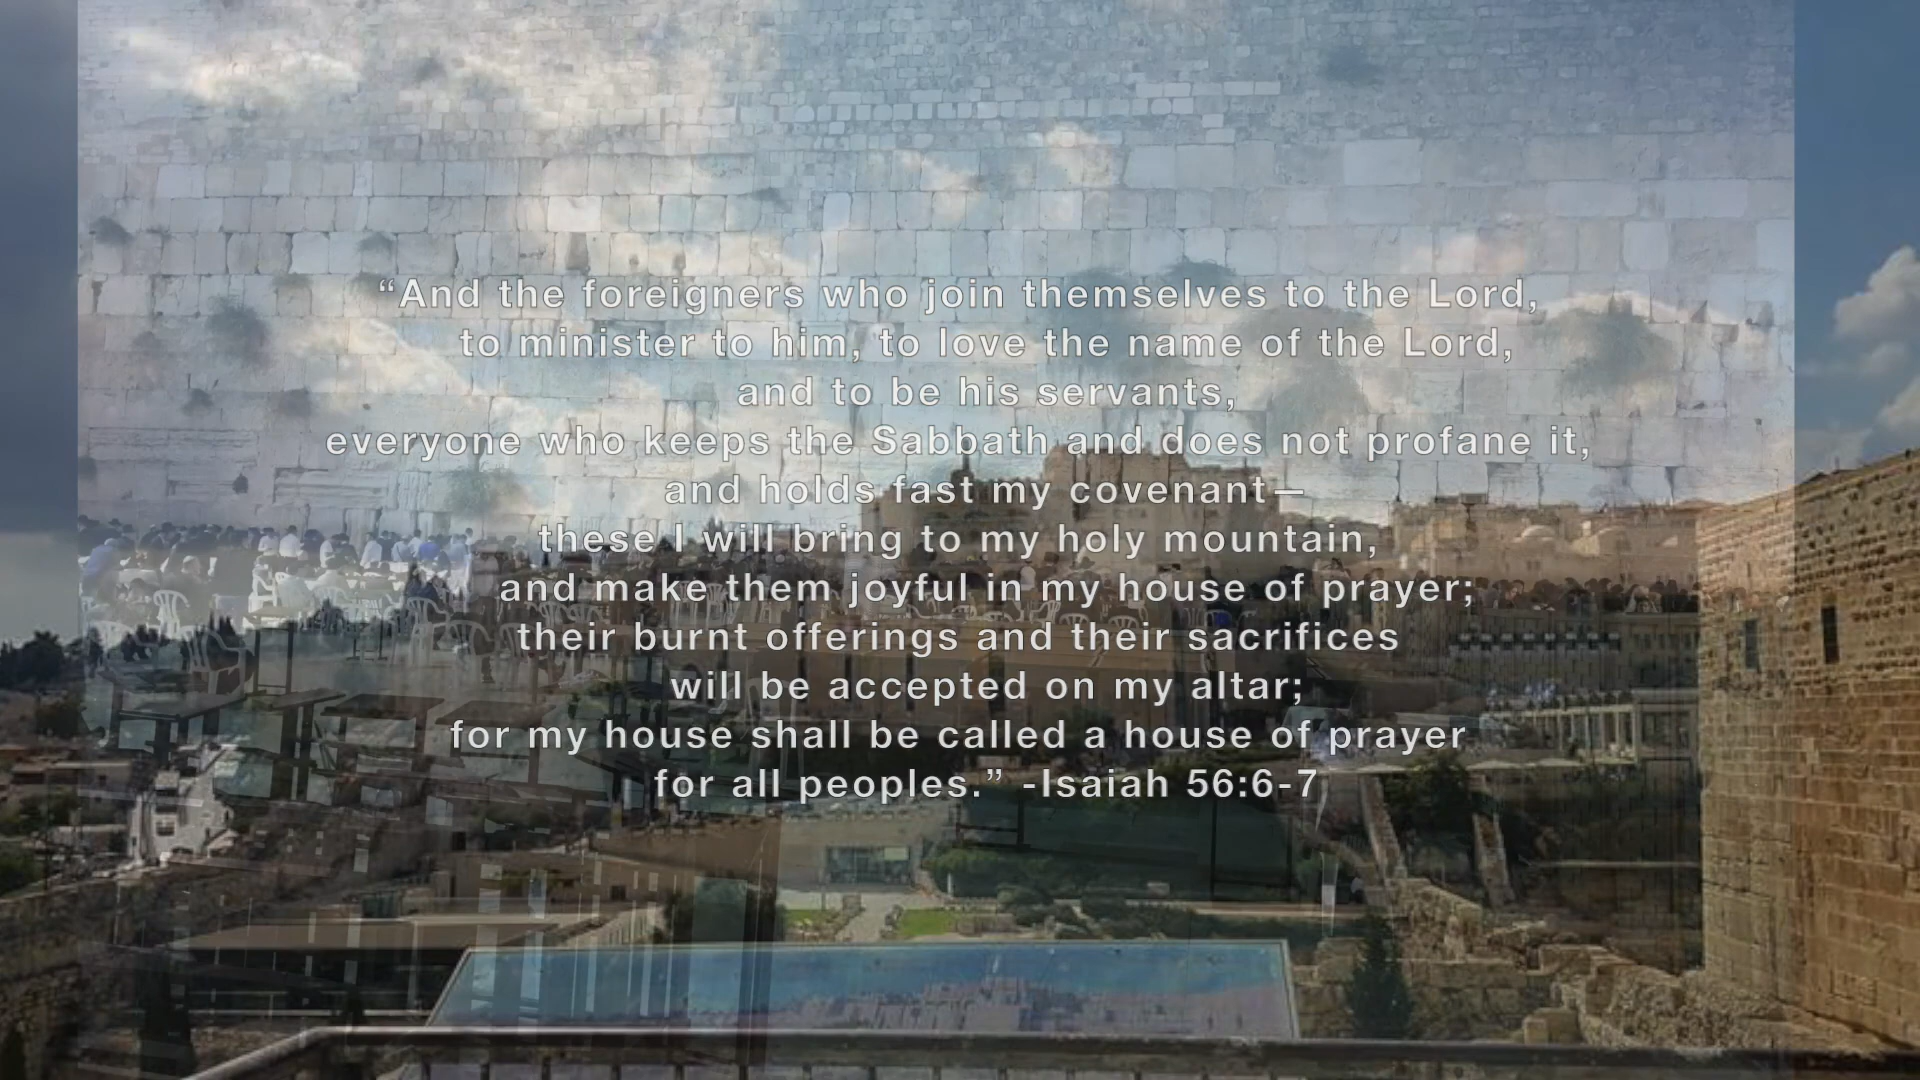 “And the foreigners who join themselves to the Lord,
to minister to him, to love the name of the Lord,
and to be his servants,
everyone who keeps the Sabbath and does not profane it,
and holds fast my covenant—
these I will bring to my holy mountain,
and make them joyful in my house of prayer;
their burnt offerings and their sacrifices
will be accepted on my altar;
for my house shall be called a house of prayer
for all peoples.” -Isaiah 56:6-7